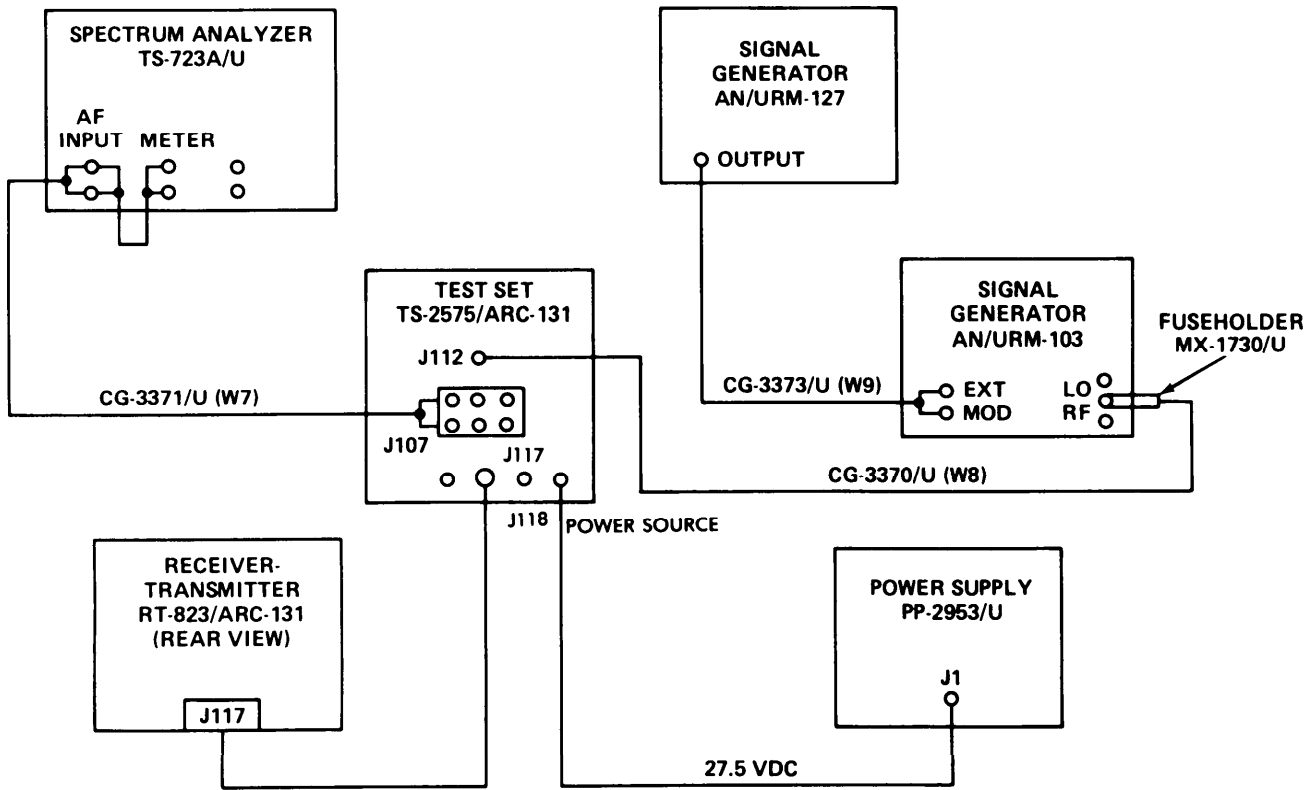 SPECTRUM ANALYZER
TS-723A/U
AF
INPUT METER
SIGNAL
GENERATOR
AN/URM-127
OUTPUT
TEST SET
TS-2575/ARC-131
J112
J107
J117
J118 POWER SOURCE
CG-3371/U (W7)
SIGNAL
GENERATOR
AN/URM-103
EXT
MOD
LO
RF
FUSEHOLDER
MX-1730/U
CG-3373/U (W9)
CG-3370/U (W8)
RECEIVER-
TRANSMITTER
RT-823/ARC-131
(REAR VIEW)
J117
POWER SUPPLY
PP-2953/U
J1
27.5 VDC